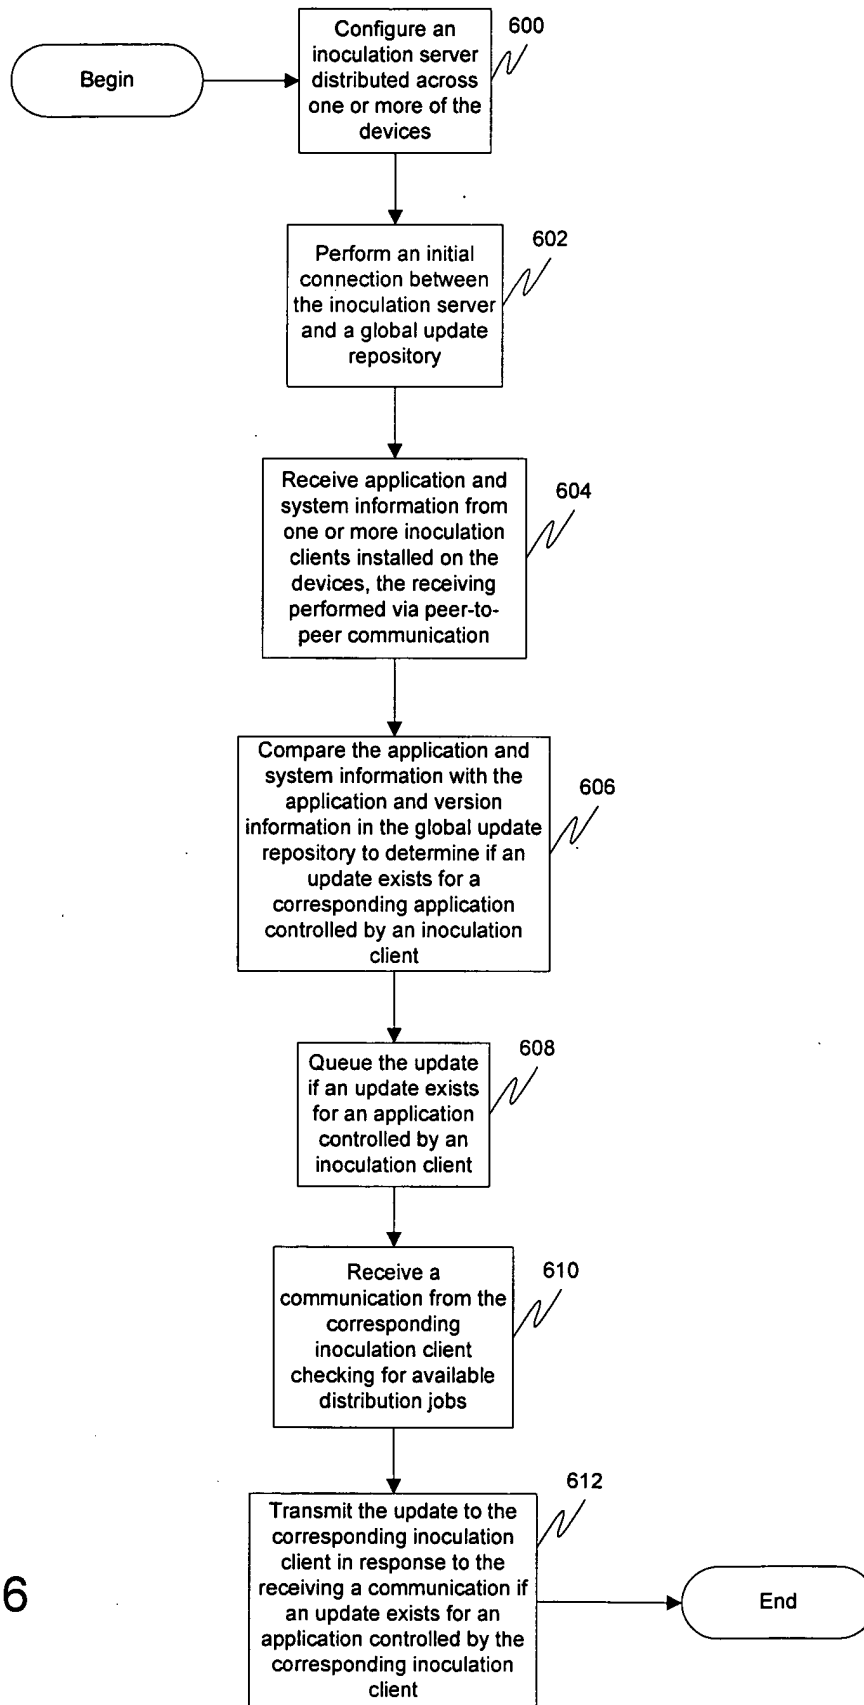 Begin
Configure an
inoculation server
distributed across
one or more of the
devices
600
Perform an initial
connection between
the inoculation server
and a global update
repository
602
Receive application and
system information from
one or more inoculation
clients installed on the
devices, the receiving
performed via peer-to-
peer communication
604
Compare the application and
system information with the
application and version
information in the global update
repository to determine if an
update exists for a
corresponding application
controlled by an inoculation
client
606
Queue the update
if an update exists
for an application
controlled by an
inoculation client
608
Receive a
communication from the
corresponding
inoculation client
checking for available
distribution jobs
610
Transmit the update to the
corresponding inoculation
client in response to the
receiving a communication if
an update exists for an
application controlled by the
corresponding inoculation
client
612
End
6